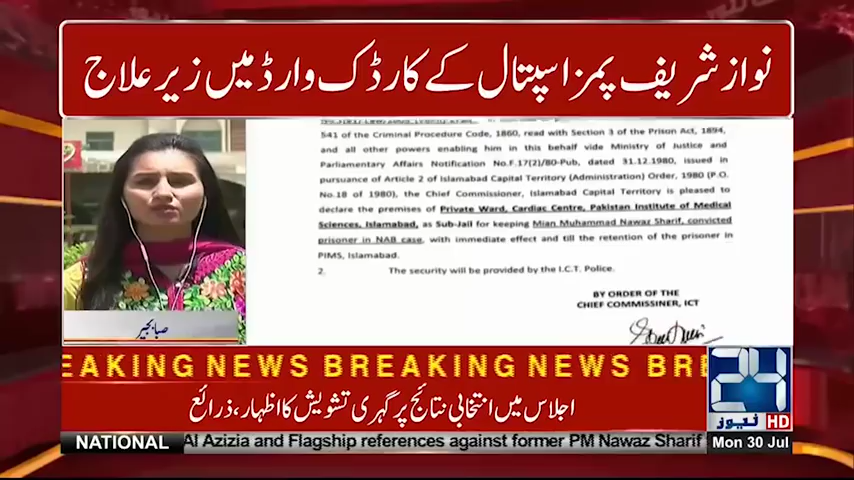 نواز شریف پمز اسپتال کے کارڈک وارڈ میں زیر علاج
541 of the Criminal Procedure Code, 1860, read with Section 3 of the Prison Act, 1894,
and all other powers enabling him in this behalf vide Ministry of Justice and
Parliamentary Affairs Notification No.F.17(2)/80-Pub, dated 31.12.1980, issued in
pursuance of Article 2 of Islamabad Capital Territory (Administration) Order, 1980 (P.O.
No.18 of 1980), the Chief Commissioner, Islamabad Capital Territory is pleased to
declare the premises of Private Ward, Cardiac Centre, Pakistan Institute of Medical
Sciences, Islamabad, as Sub-Jail for keeping Mian Muhammad Nawaz Sharif, convicted
prisoner in NAB case, with immediate effect and till the retention of the prisoner in
PIMS, Islamabad.
2. The security will be provided by the I.C.T. Police.
BY ORDER OF THE
CHIEF COMMISSINER, ICT
صبا بجیر
EAKING NEWS BREAKING NEWS BRE
اجلاس میں انتخابی نتائج پر گہری تشویش کا اظہار، ذرائع
24
نیوز HD
NATIONAL Al Azizia and Flagship references against former PM Nawaz Sharif Mon 30 Jul